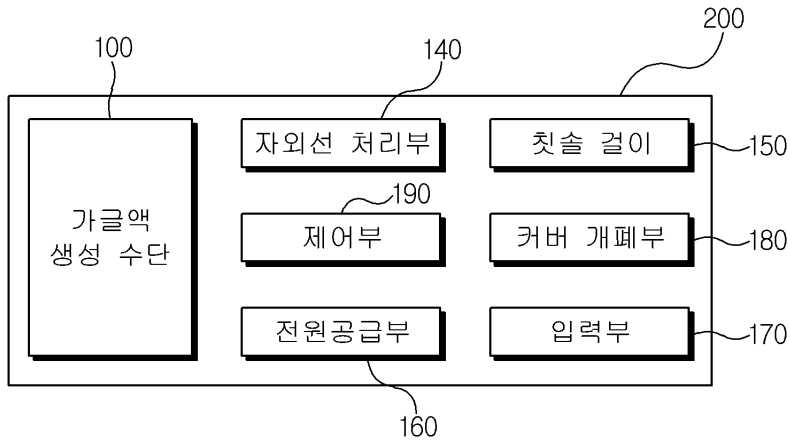 200
100
140
자외선 처리부
칫솔 걸이
150
190
가글액
생성 수단
제어부
커버 개폐부
180
전원공급부
입력부
170
160